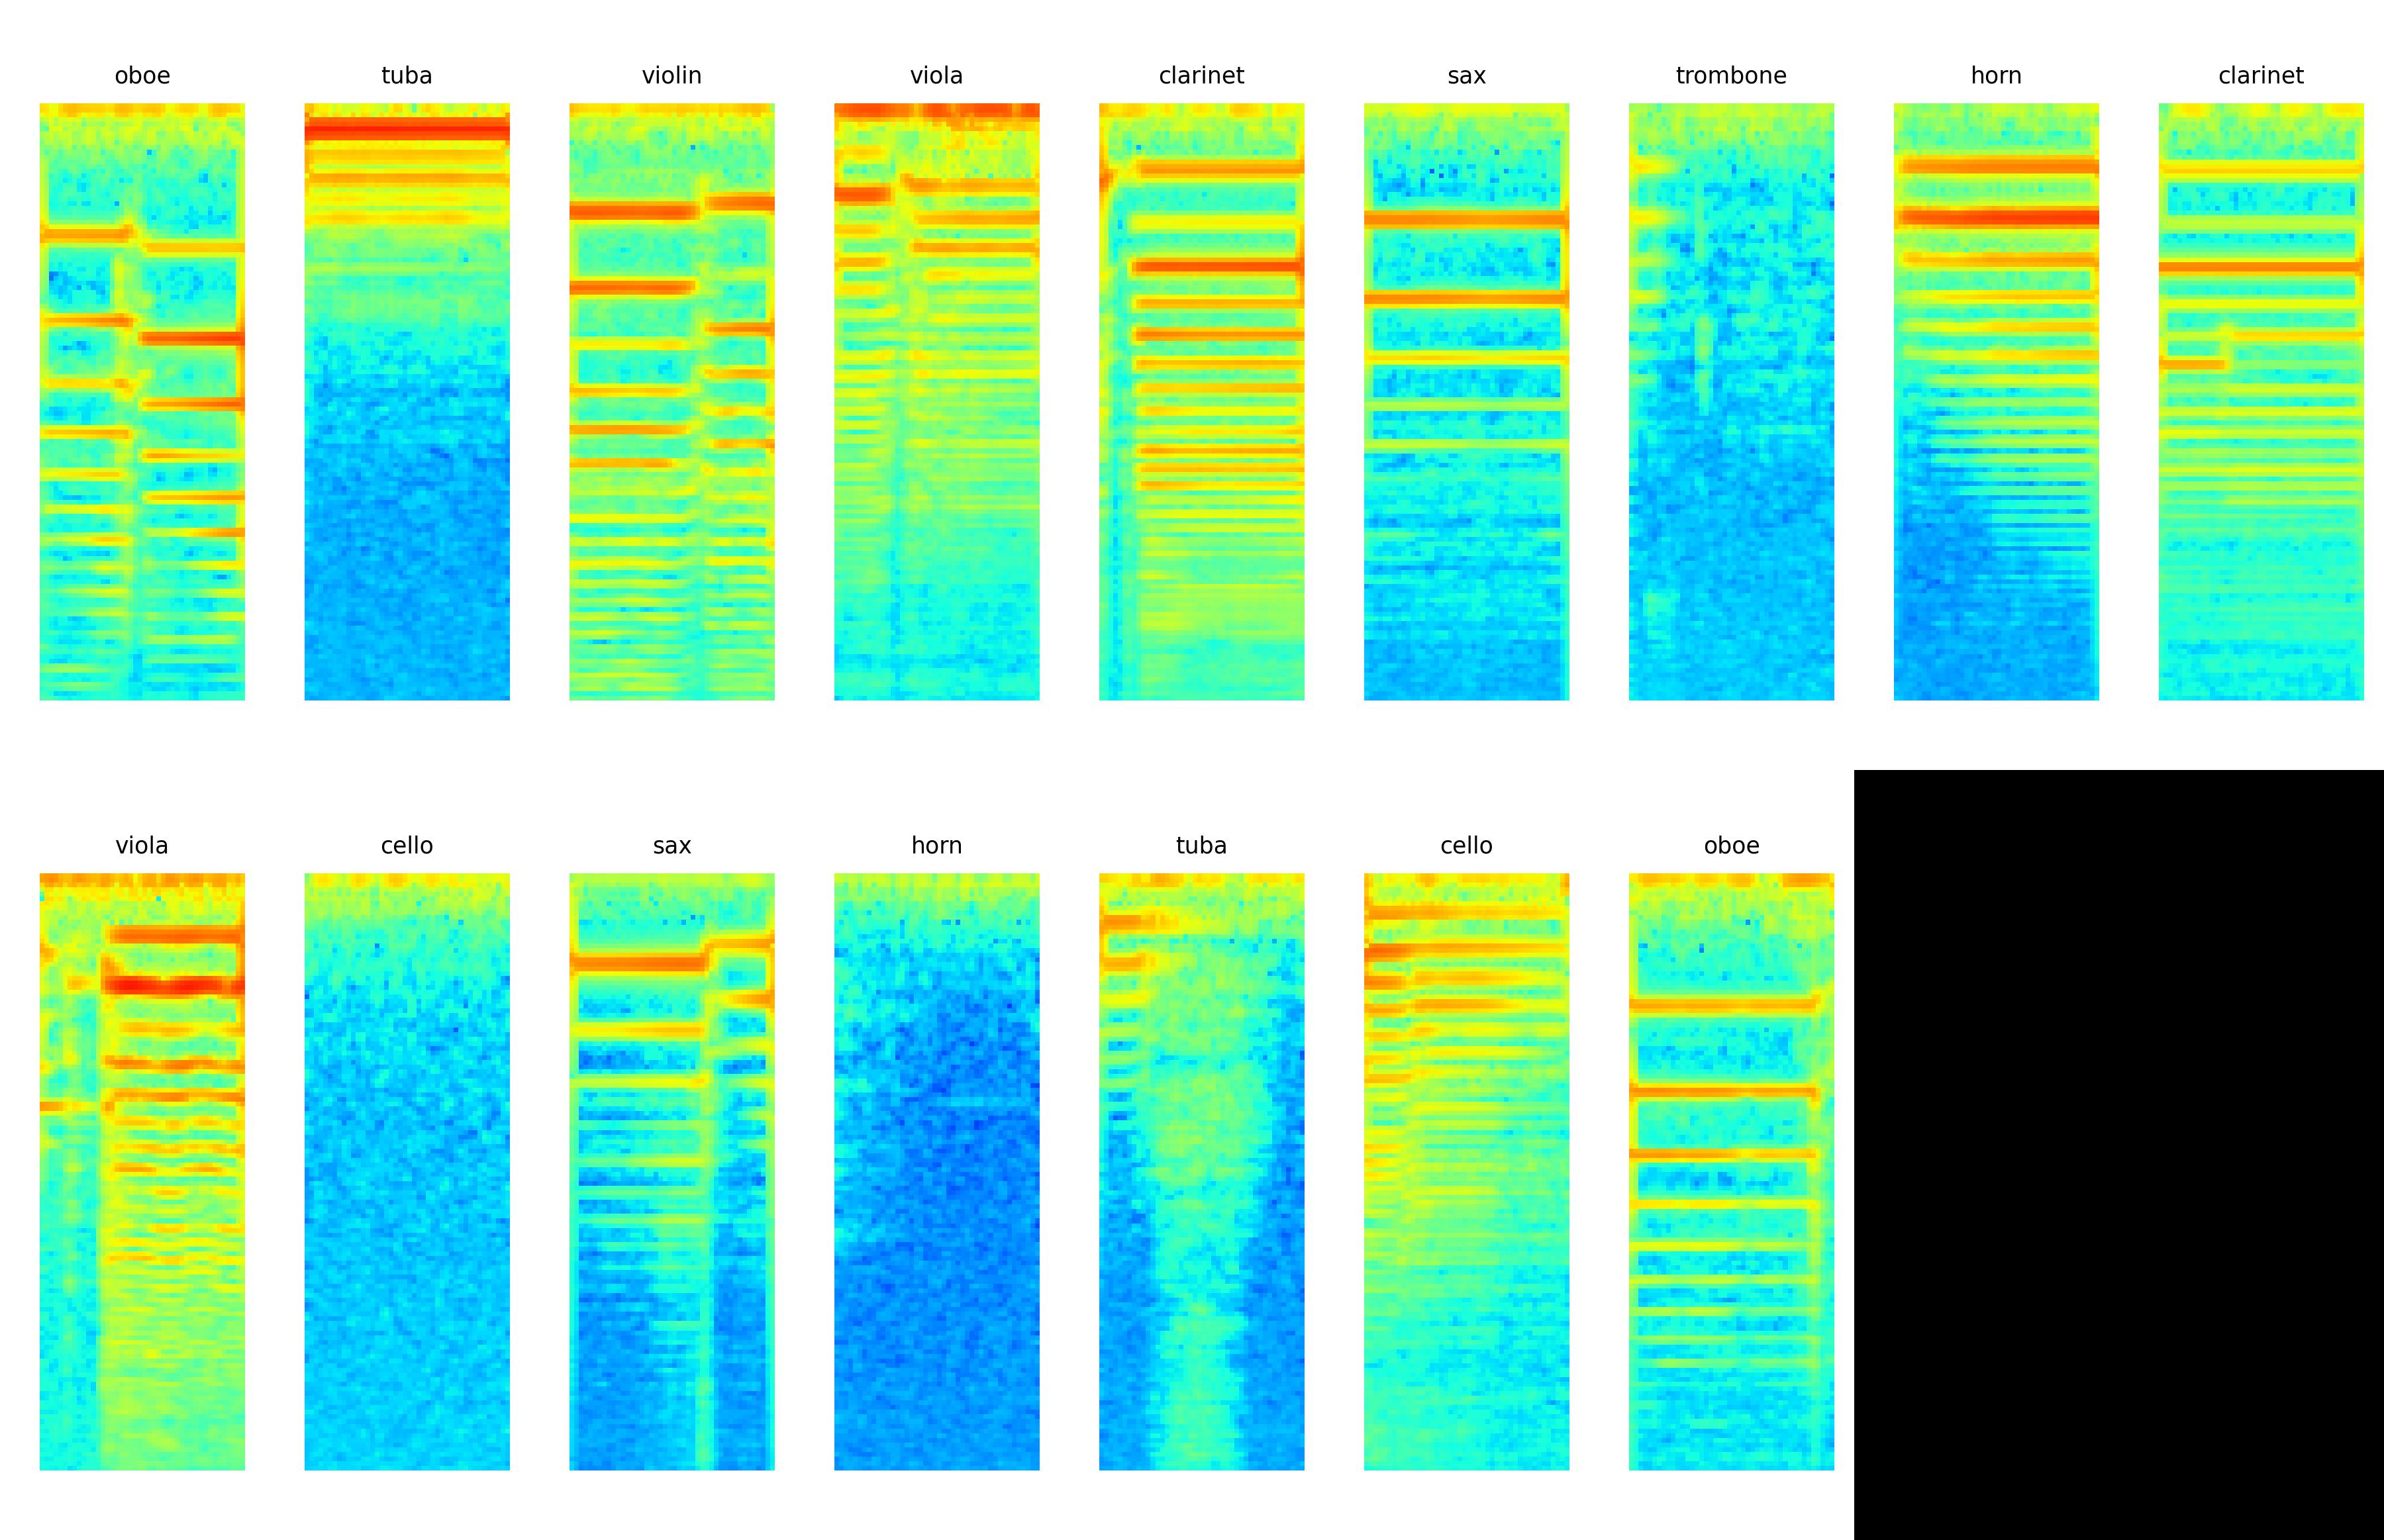 oboe tuba violin viola clarinet sax trombone horn clarinet
viola cello sax horn tuba cello oboe